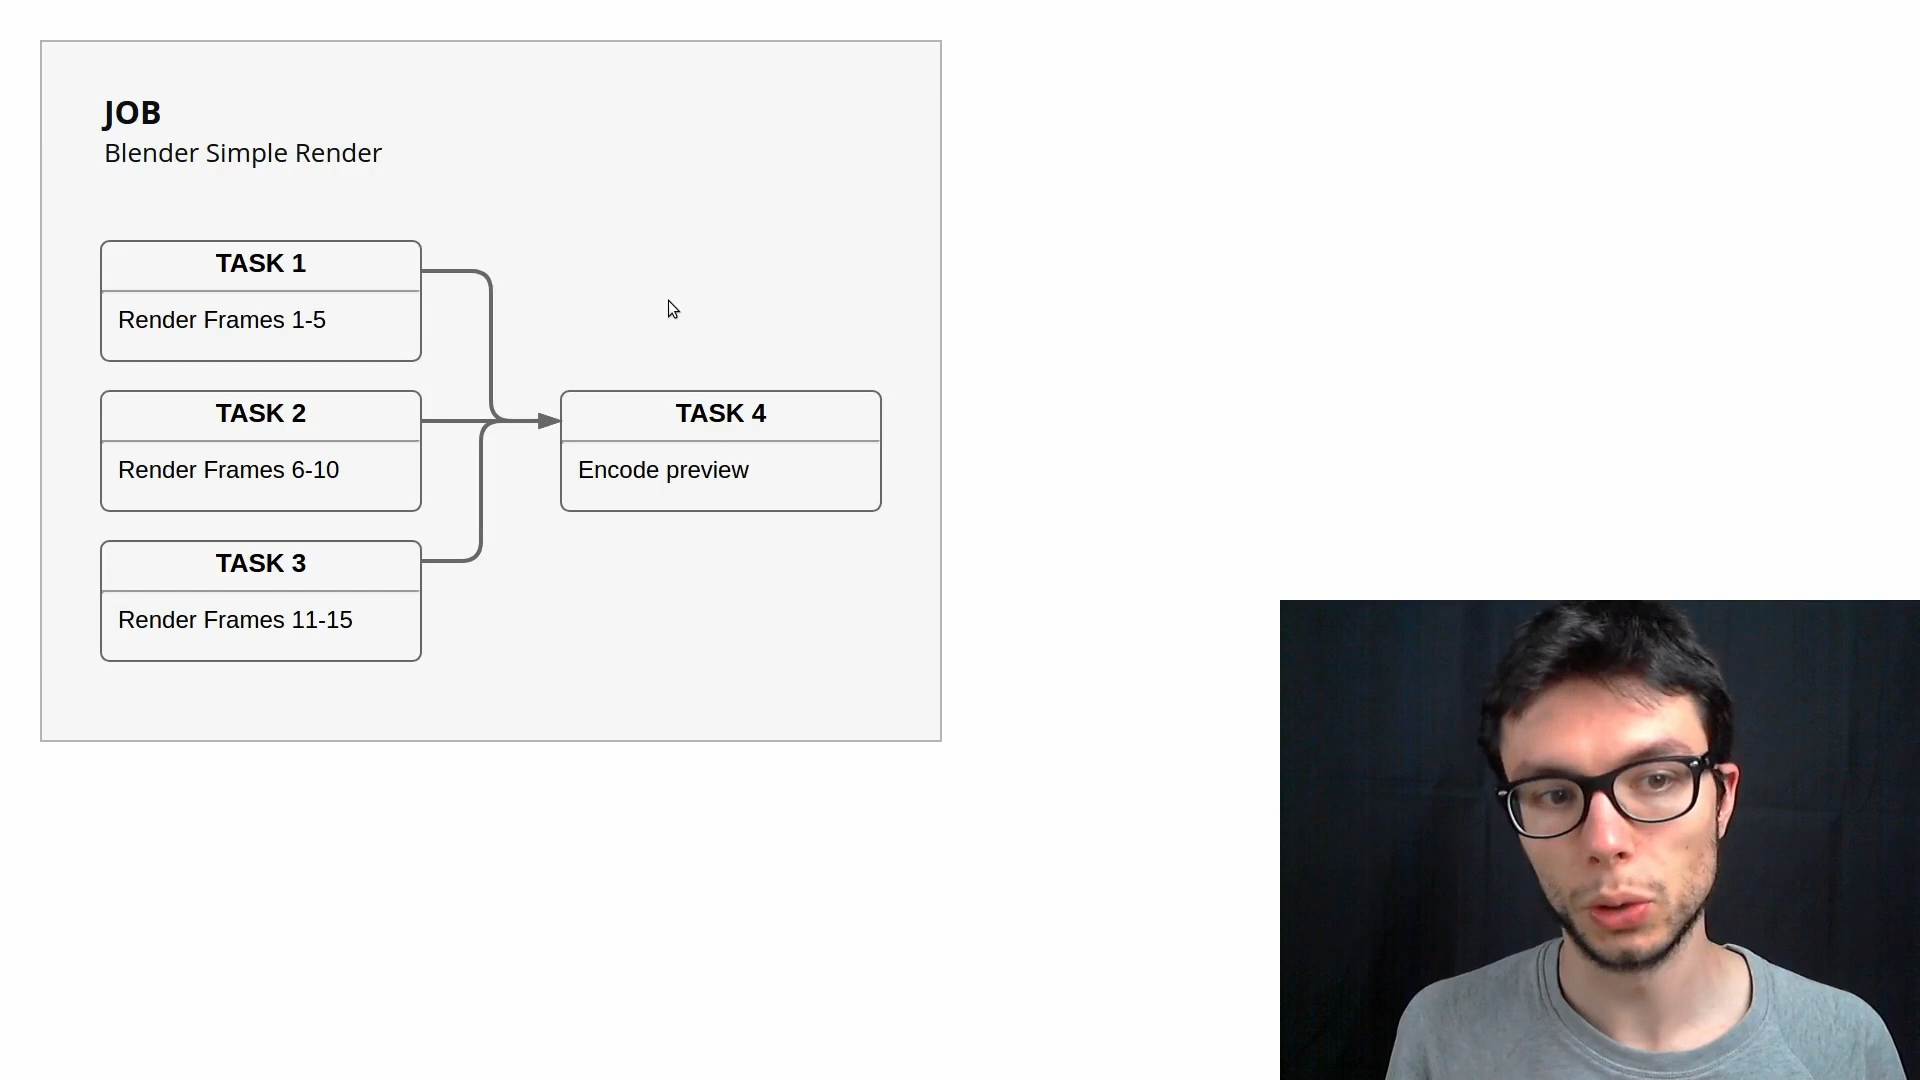 JOB
Blender Simple Render
TASK 1
Render Frames 1-5
TASK 2
Render Frames 6-10
TASK 3
Render Frames 11-15
TASK 4
Encode preview